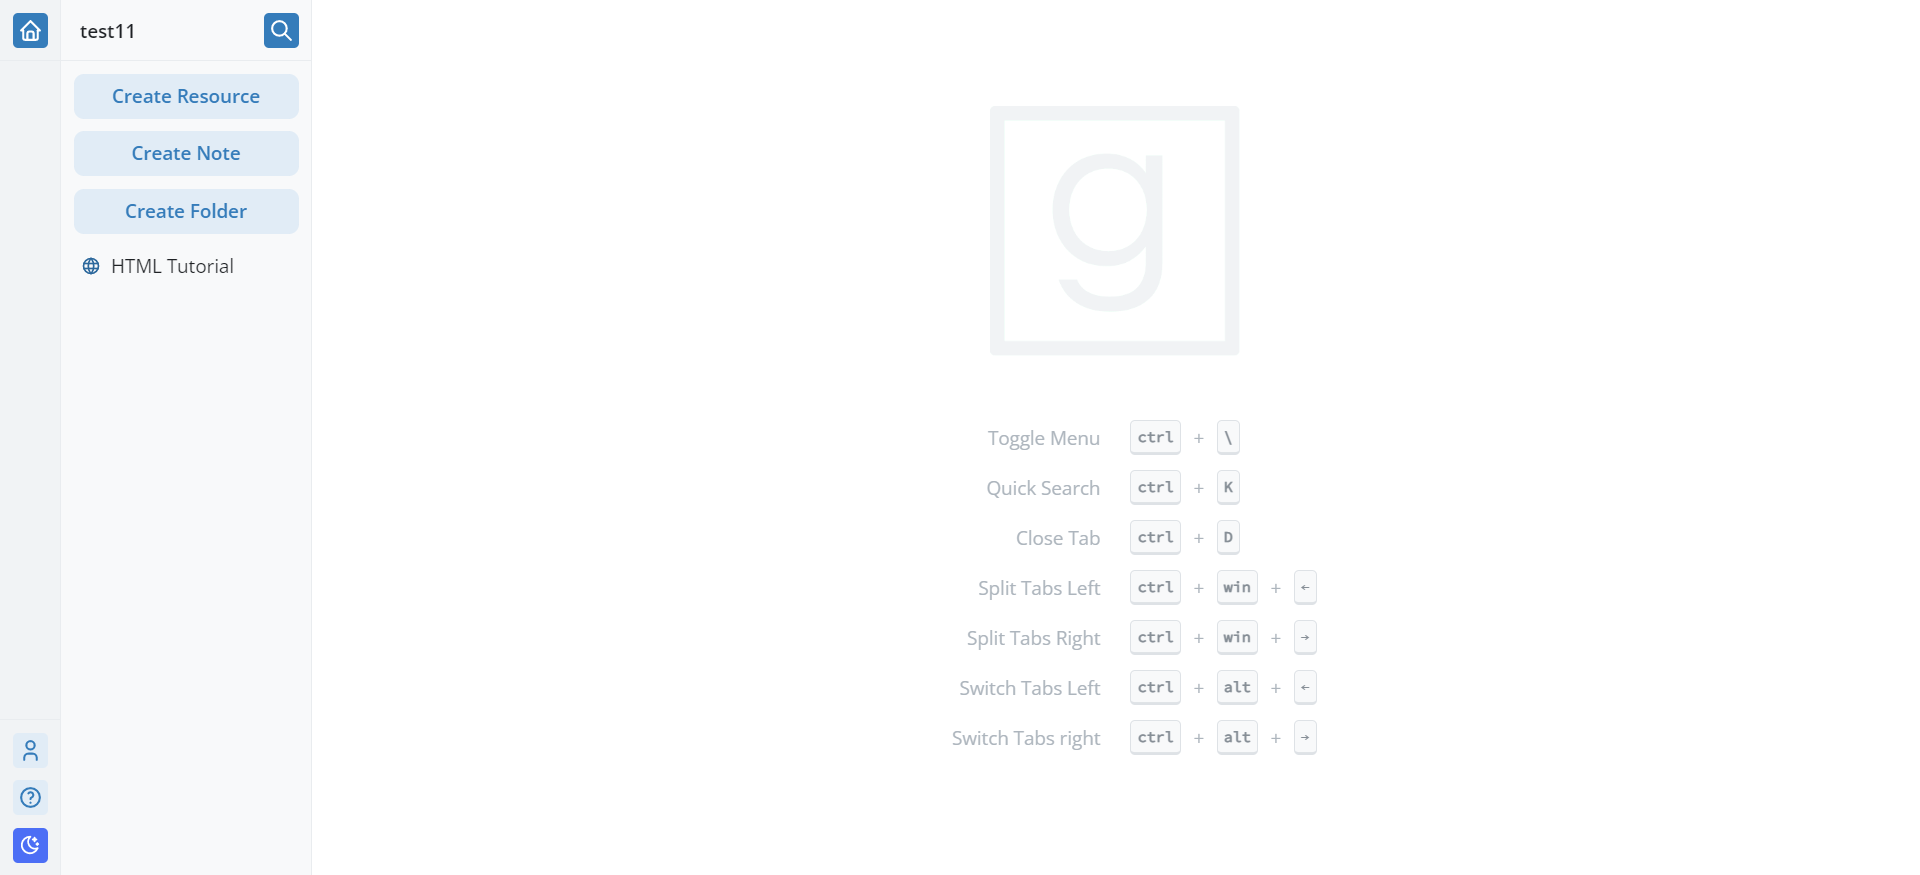 test11
Create Resource
Create Note
Create Folder
HTML Tutorial
g
Toggle Menu ctrl + \
Quick Search ctrl + K
Close Tab ctrl + D
Split Tabs Left ctrl + win + ←
Split Tabs Right ctrl + win + →
Switch Tabs Left ctrl + alt + ←
Switch Tabs right ctrl + alt + →